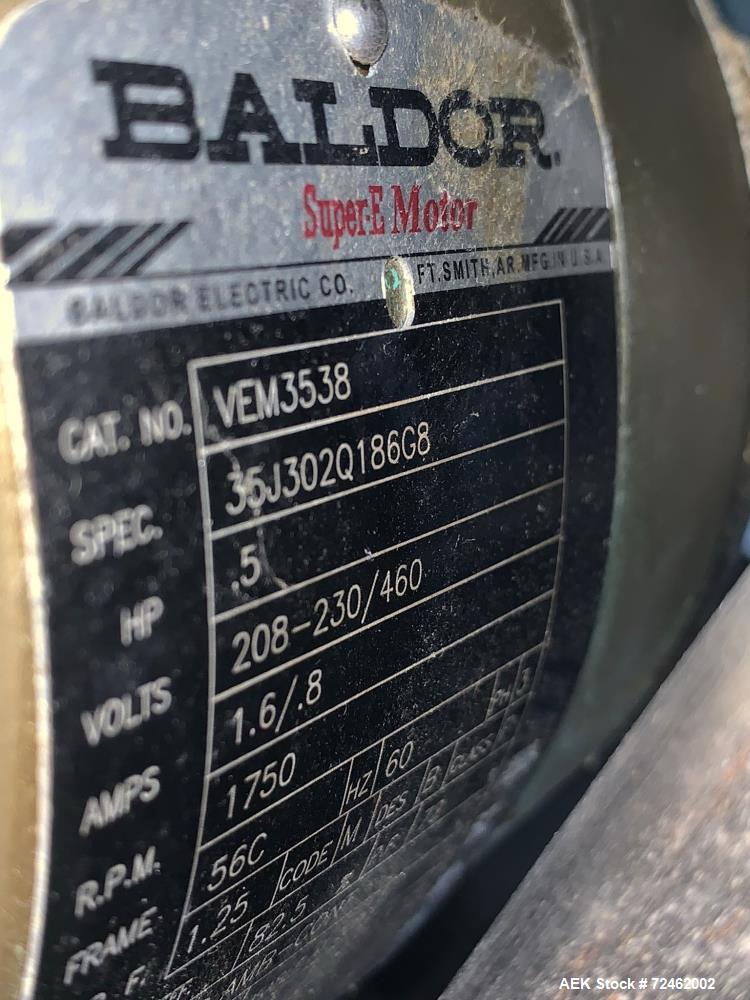 BALDOR
Super-E Motor
BALDOR ELECTRIC CO. FT. SMITH, AR. MFG. IN U.S.A.
CAT. NO. VEM3538
SPEC. 35J302Q186G8
HP .5
VOLTS 208-230/460
AMPS 1.6/.8
R.P.M. 1750
FRAME 56C HZ 60 PH 3
1.25 CODE M DES B CLASS
82.5
AMB
AEK Stock # 72462002